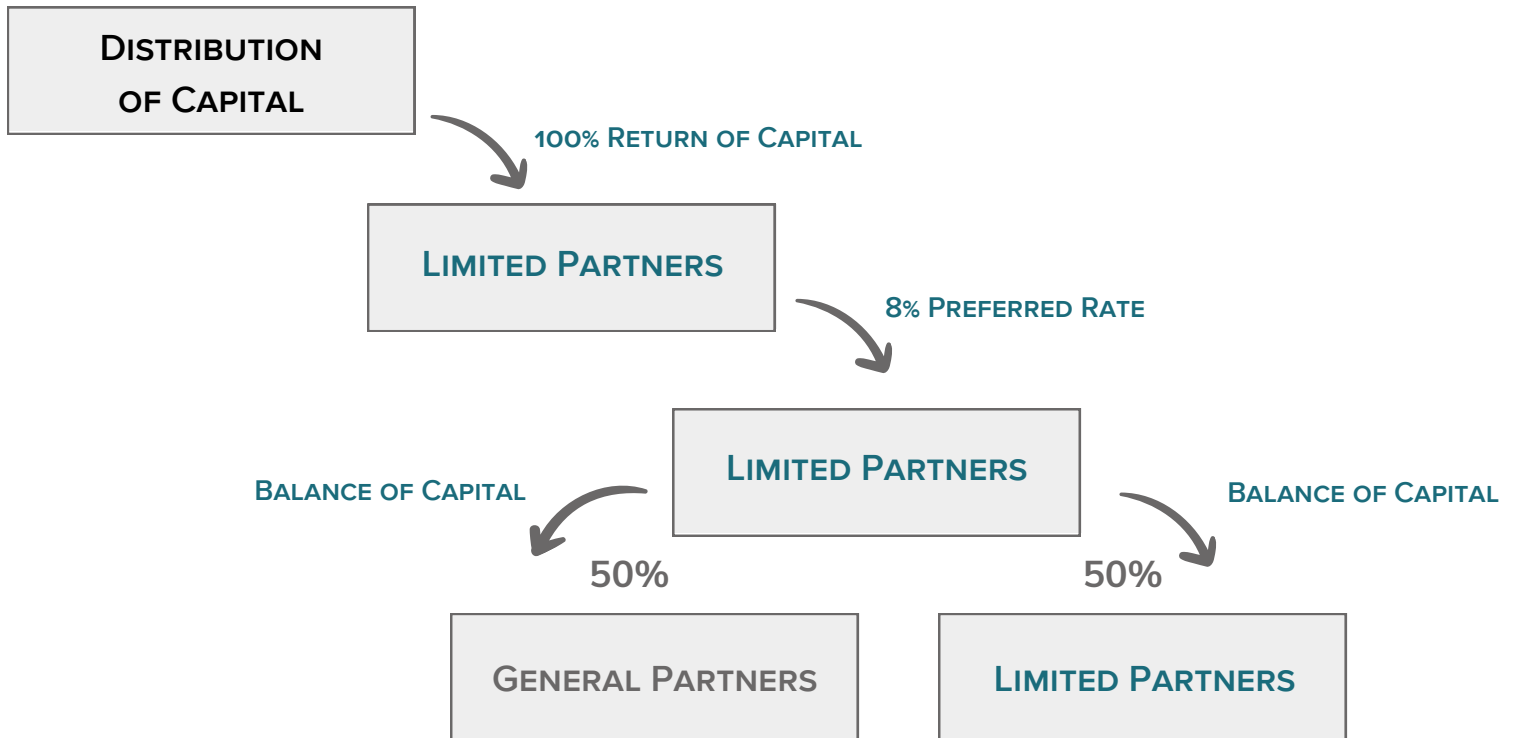 Distribution
of Capital
100% Return of Capital
Limited Partners
8% Preferred Rate
Limited Partners
Balance of Capital
Balance of Capital
50%
50%
General Partners
Limited Partners